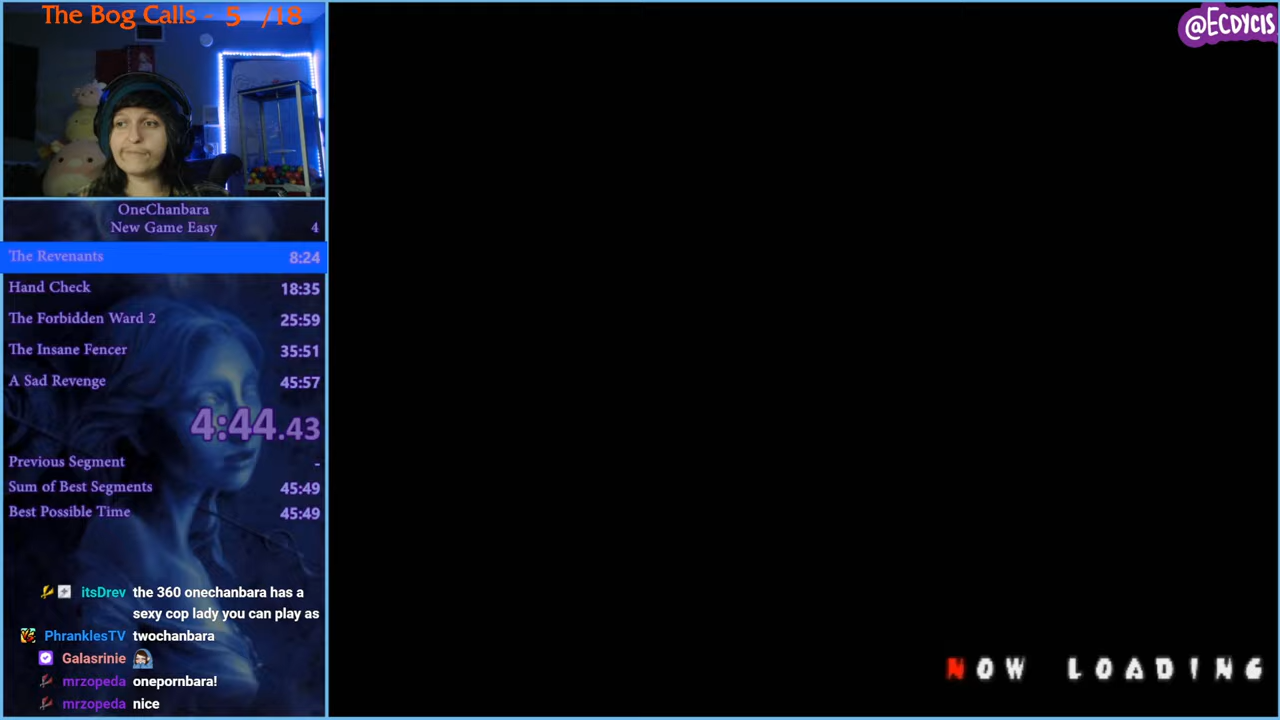 The Bog Calls - 5 /18
@ECDYCIS
OneChanbara
New Game Easy 4
The Revenants 8:24
Hand Check 18:35
The Forbidden Ward 2 25:59
The Insane Fencer 35:51
A Sad Revenge 45:57
4:44.43
Previous Segment -
Sum of Best Segments 45:49
Best Possible Time 45:49
itsDrev the 360 onechanbara has a
sexy cop lady you can play as
PhranklesTV twochanbara
Galasrinie
mrzopeda onepornbara!
mrzopeda nice
NOW LOADING